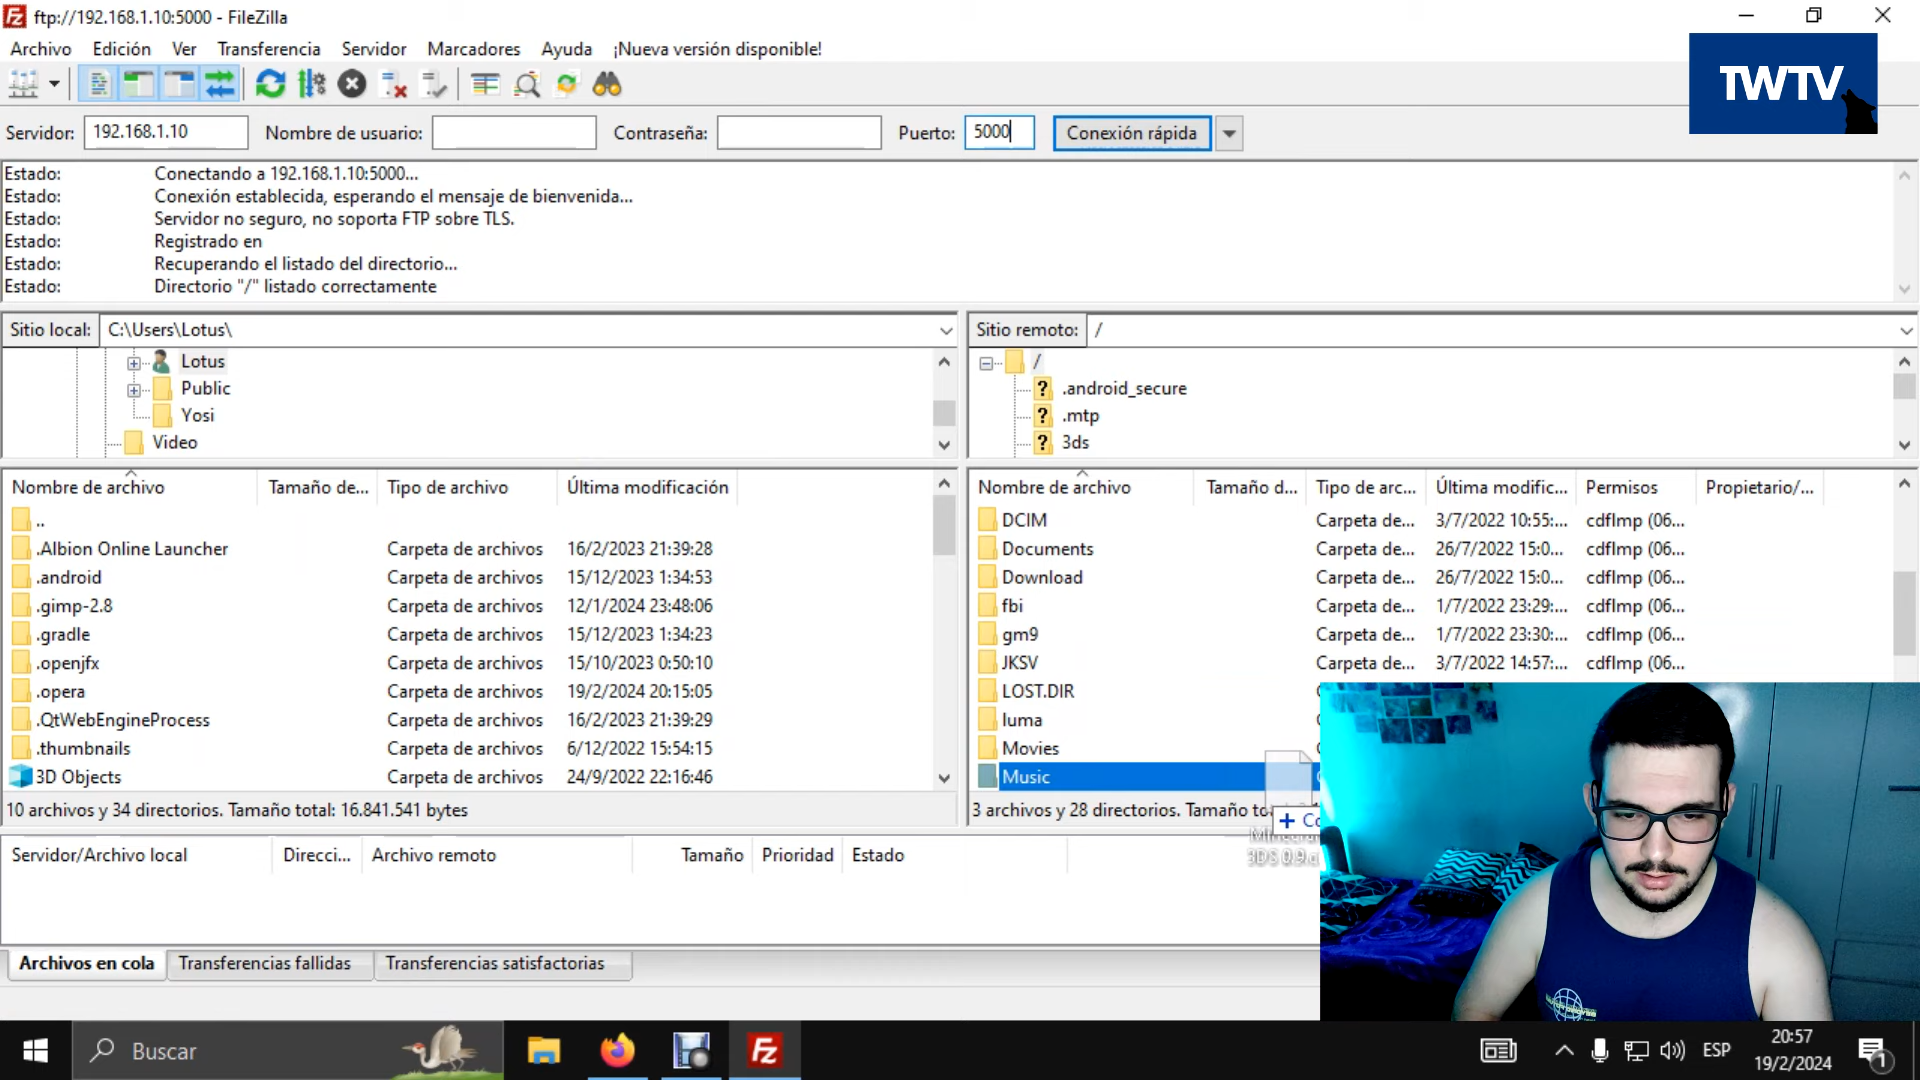 ftp://192.168.1.10:5000 - FileZilla
Archivo Edición Ver Transferencia Servidor Marcadores Ayuda ¡Nueva versión disponible!
TWTV
Servidor: 192.168.1.10 Nombre de usuario: Contraseña: Puerto: 5000 Conexión rápida
Estado: Conectando a 192.168.1.10:5000...
Estado: Conexión establecida, esperando el mensaje de bienvenida...
Estado: Servidor no seguro, no soporta FTP sobre TLS.
Estado: Registrado en
Estado: Recuperando el listado del directorio...
Estado: Directorio "/" listado correctamente
Sitio local: C:\Users\Lotus\
Lotus
Public
Yosi
Video
Sitio remoto: /
/
.android_secure
.mtp
3ds
Nombre de archivo Tamaño de... Tipo de archivo Última modificación
..
.Albion Online Launcher Carpeta de archivos 16/2/2023 21:39:28
.android Carpeta de archivos 15/12/2023 1:34:53
.gimp-2.8 Carpeta de archivos 12/1/2024 23:48:06
.gradle Carpeta de archivos 15/12/2023 1:34:23
.openjfx Carpeta de archivos 15/10/2023 0:50:10
.opera Carpeta de archivos 19/2/2024 20:15:05
.QtWebEngineProcess Carpeta de archivos 16/2/2023 21:39:29
.thumbnails Carpeta de archivos 6/12/2022 15:54:15
3D Objects Carpeta de archivos 24/9/2022 22:16:46
10 archivos y 34 directorios. Tamaño total: 16.841.541 bytes
Nombre de archivo Tamaño d... Tipo de arc... Última modific... Permisos Propietario/...
DCIM Carpeta de... 3/7/2022 10:55:... cdflmp (06...
Documents Carpeta de... 26/7/2022 15:0... cdflmp (06...
Download Carpeta de... 26/7/2022 15:0... cdflmp (06...
fbi Carpeta de... 1/7/2022 23:29:... cdflmp (06...
gm9 Carpeta de... 1/7/2022 23:30:... cdflmp (06...
JKSV Carpeta de... 3/7/2022 14:57:... cdflmp (06...
LOST.DIR
luma
Movies
Music
3 archivos y 28 directorios. Tamaño
Servidor/Archivo local Direcci... Archivo remoto Tamaño Prioridad Estado
Archivos en cola Transferencias fallidas Transferencias satisfactorias
Buscar
ESP
20:57
19/2/2024
1